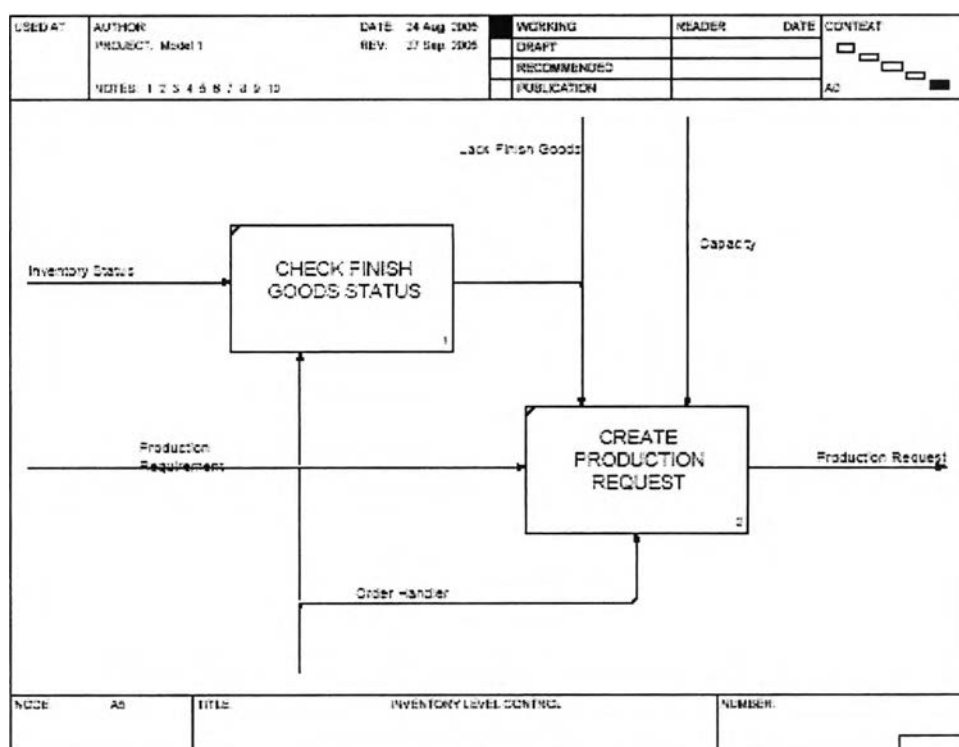 USED AT:
AUTHOR:
DATE: 24 Aug 2005
WORKING
READER
DATE
CONTEXT
PROJECT: Model 1
REV: 27 Sep 2005
DRAFT
RECOMMENDED
NOTES: 1 2 3 4 5 6 7 8 9 10
PUBLICATION
A0
Lack Finish Goods
Capacity
Inventory Status
CHECK FINISH
GOODS STATUS
1
Production
Requirement
CREATE
PRODUCTION
REQUEST
2
Production Request
Order Handler
NODE:
TITLE:
INVENTORY LEVEL CONTROL
NUMBER: